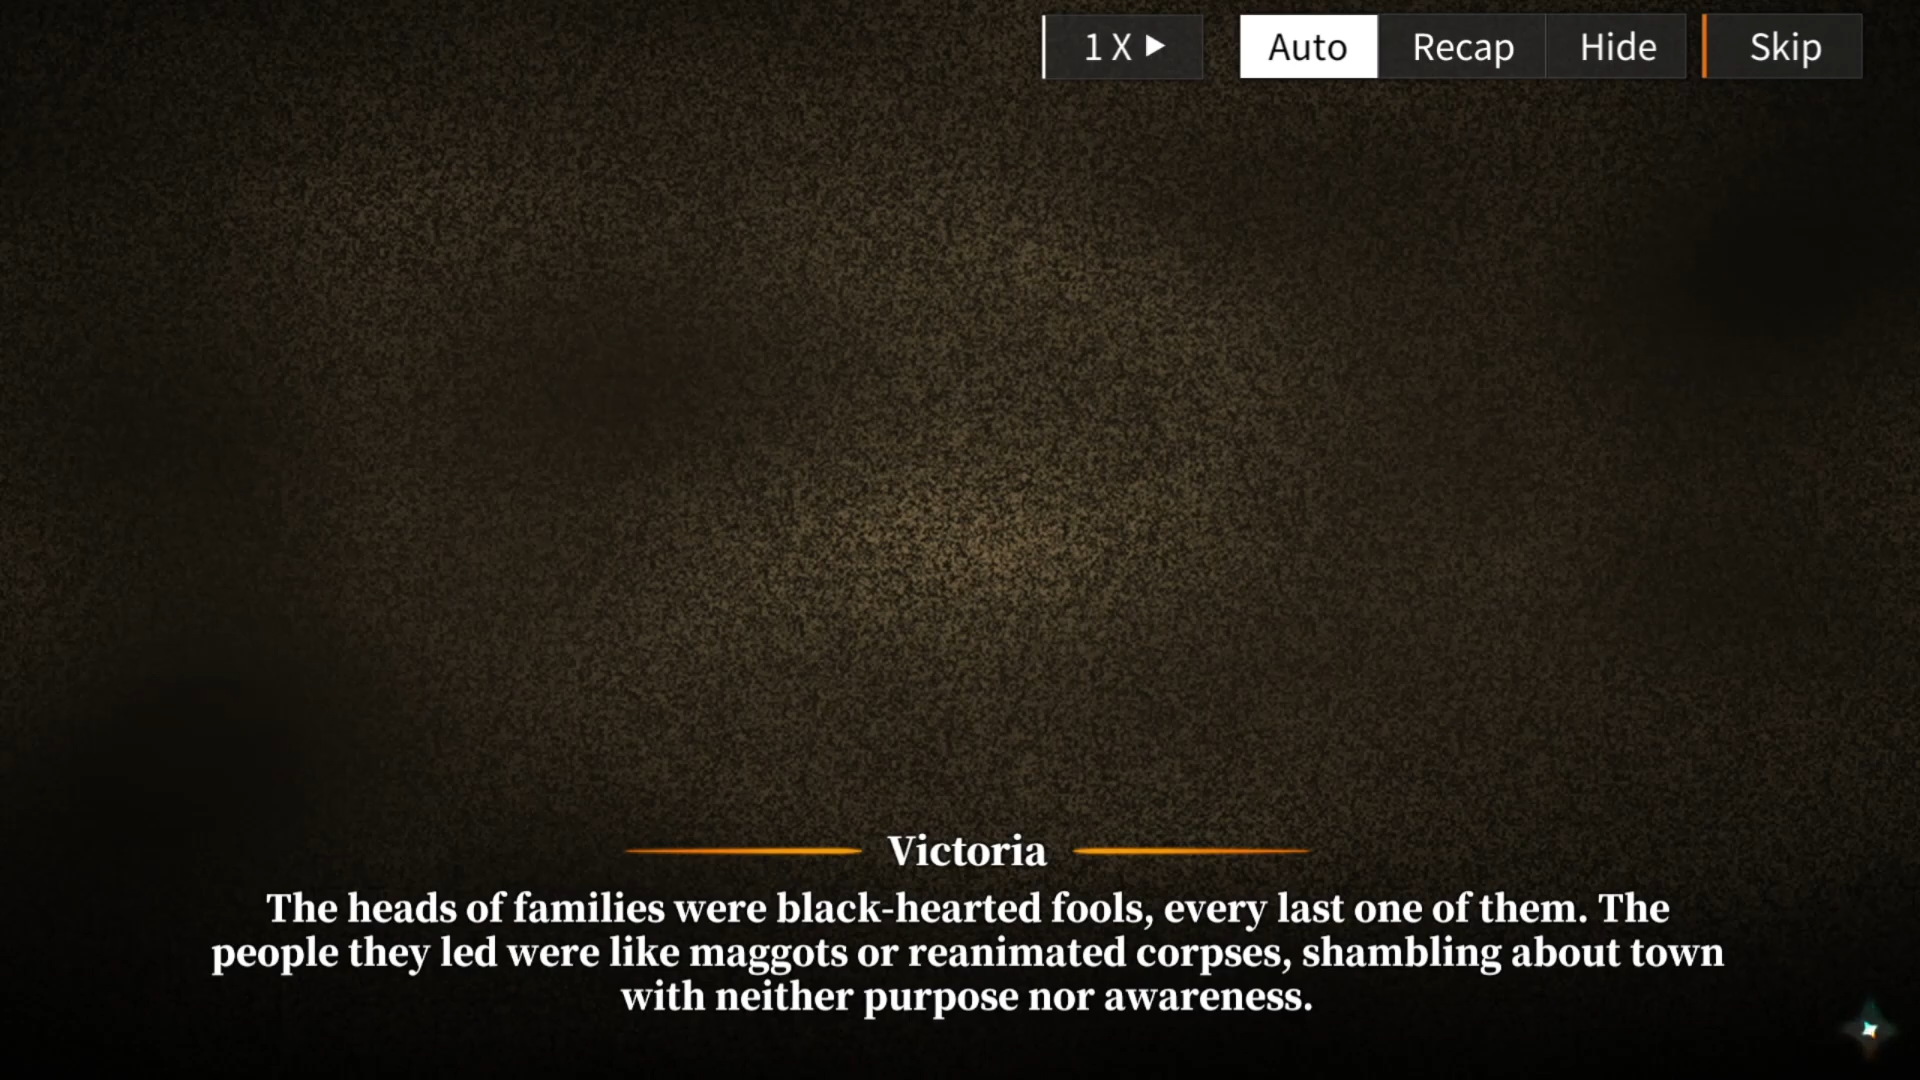 1 X ▶ Auto Recap Hide Skip
Victoria
The heads of families were black-hearted fools, every last one of them. The
people they led were like maggots or reanimated corpses, shambling about town
with neither purpose nor awareness.